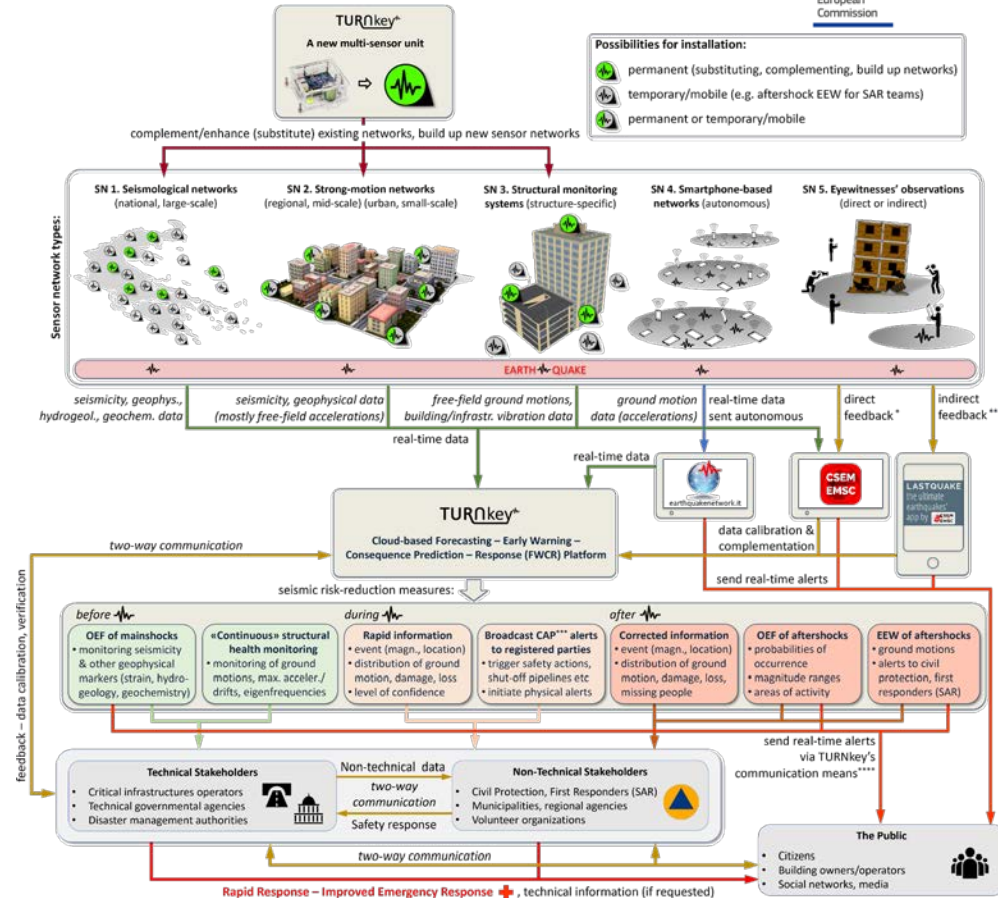 European
Commission
TURNkey
A new multi-sensor unit
Possibilities for installation:
permanent (substituting, complementing, build up networks)
temporary/mobile (e.g. aftershock EEW for SAR teams)
permanent or temporary/mobile
complement/enhance (substitute) existing networks, build up new sensor networks
Sensor network types:
SN 1. Seismological networks
(national, large-scale)
SN 2. Strong-motion networks
(regional, mid-scale) (urban, small-scale)
SN 3. Structural monitoring
systems (structure-specific)
SN 4. Smartphone-based
networks (autonomous)
SN 5. Eyewitnesses' observations
(direct or indirect)
EARTH QUAKE
seismicity, geophys.,
hydrogeol., geochem. data
seismicity, geophysical data
(mostly free-field accelerations)
free-field ground motions,
building/infrastr. vibration data
ground motion
data (accelerations)
real-time data
sent autonomous
direct
feedback *
indirect
feedback **
real-time data
real-time data
earthquakenetwork.it
CSEM
EMSC
LASTQUAKE
the ultimate
earthquakes'
app by CSEM
EMSC
TURNkey
Cloud-based Forecasting – Early Warning –
Consequence Prediction – Response (FWCR) Platform
two-way communication
data calibration &
complementation
send real-time alerts
seismic risk-reduction measures:
feedback – data calibration, verification
before
during
after
OEF of mainshocks
• monitoring seismicity
& other geophysical
markers (strain, hydro-
geology, geochemistry)
«Continuous» structural
health monitoring
• monitoring of ground
motions, max. acceler./
drifts, eigenfrequencies
Rapid information
• event (magn., location)
• distribution of ground
motion, damage, loss
• level of confidence
Broadcast CAP*** alerts
to registered parties
• trigger safety actions,
shut-off pipelines etc
• initiate physical alerts
Corrected information
• event (magn., location)
• distribution of ground
motion, damage, loss,
missing people
OEF of aftershocks
• probabilities of
occurrence
• magnitude ranges
• areas of activity
EEW of aftershocks
• ground motions
• alerts to civil
protection, first
responders (SAR)
send real-time alerts
via TURNkey's
communication means****
Technical Stakeholders
• Critical infrastructures operators
• Technical governmental agencies
• Disaster management authorities
Non-technical data
two-way
communication
Safety response
Non-Technical Stakeholders
• Civil Protection, First Responders (SAR)
• Municipalities, regional agencies
• Volunteer organizations
two-way communication
The Public
• Citizens
• Building owners/operators
• Social networks, media
Rapid Response – Improved Emergency Response , technical information (if requested)